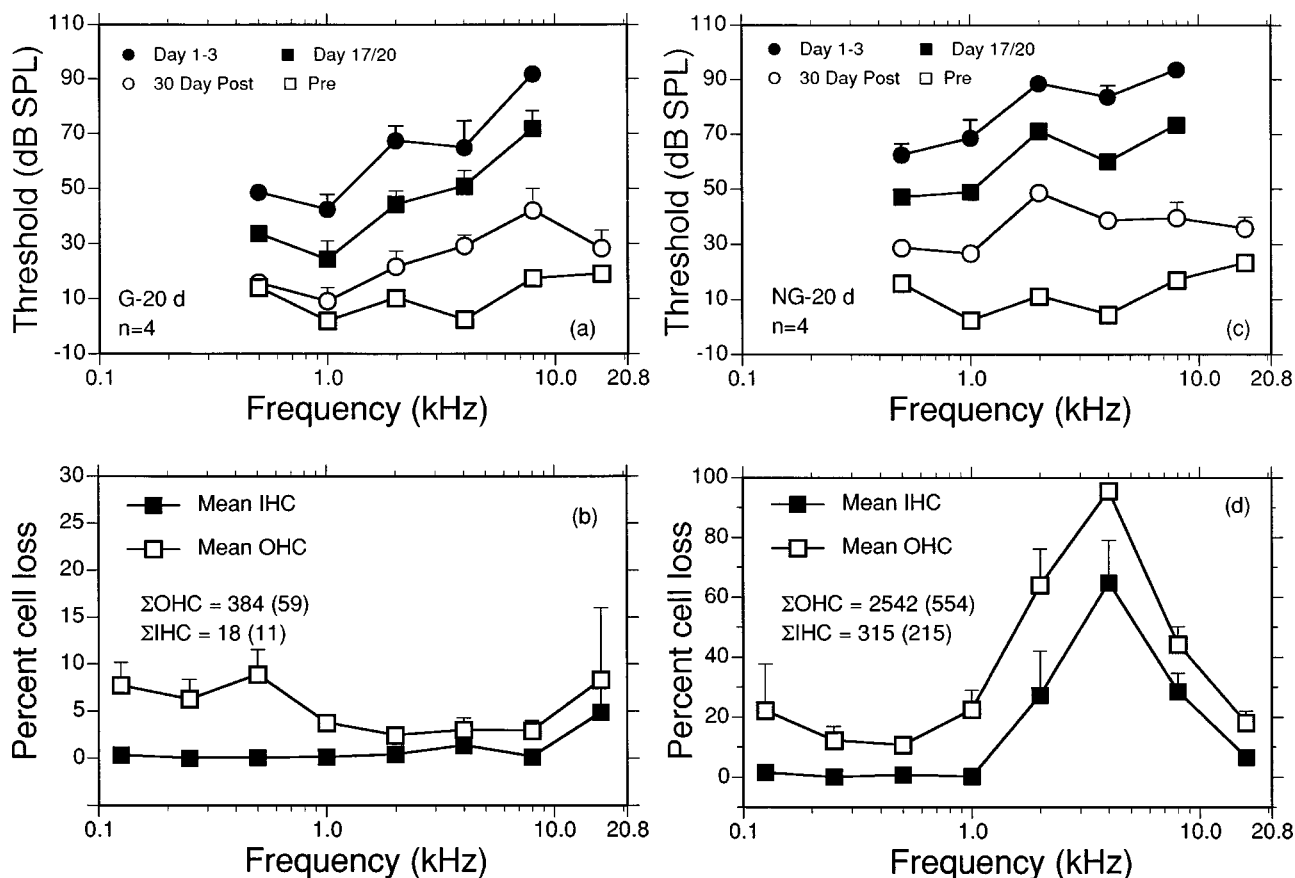 Threshold (dB SPL)
110
90
70
50
30
10
-10
Day 1-3
Day 17/20
30 Day Post
Pre
G-20 d
n=4
(a)
0.1
1.0
10.0
20.8
Frequency (kHz)
Threshold (dB SPL)
110
90
70
50
30
10
-10
Day 1-3
Day 17/20
30 Day Post
Pre
NG-20 d
n=4
(c)
0.1
1.0
10.0
20.8
Frequency (kHz)
Percent cell loss
30
25
20
15
10
5
0
Mean IHC
(b)
Mean OHC
ΣOHC = 384 (59)
ΣIHC = 18 (11)
0.1
1.0
10.0
20.8
Frequency (kHz)
Percent cell loss
100
80
60
40
20
0
Mean IHC
(d)
Mean OHC
ΣOHC = 2542 (554)
ΣIHC = 315 (215)
0.1
1.0
10.0
20.8
Frequency (kHz)